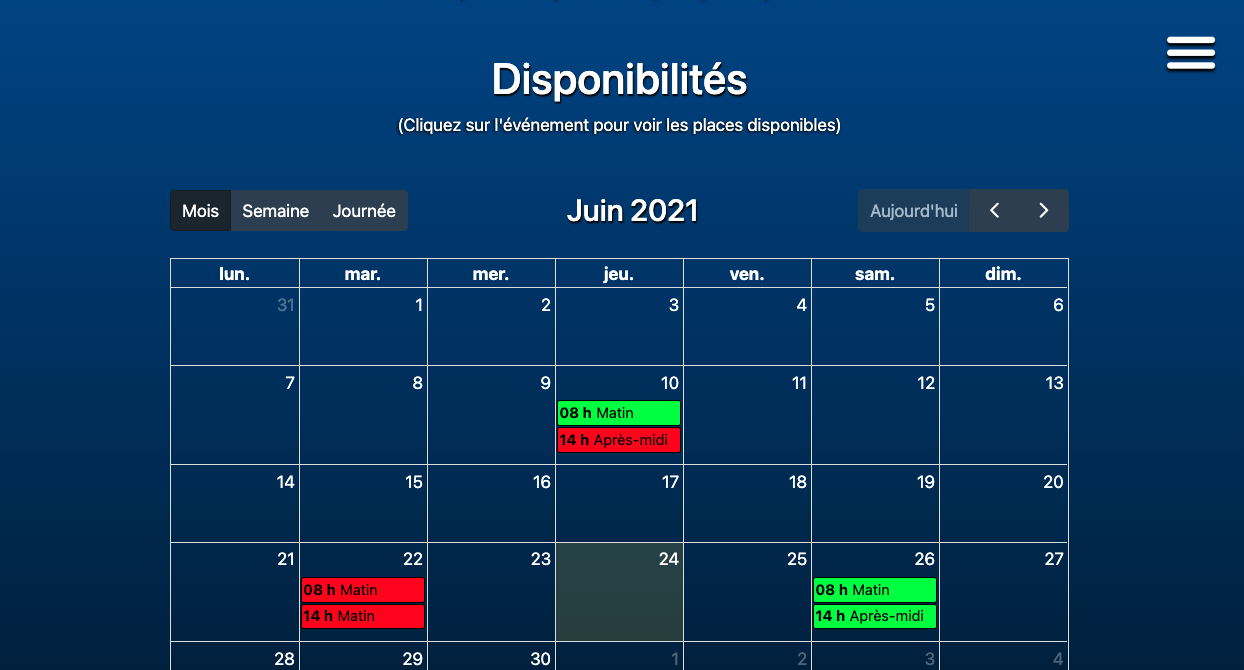 Disponibilités
(Cliquez sur l'événement pour voir les places disponibles)
Mois Semaine Journée Juin 2021 Aujourd'hui
lun. mar. mer. jeu. ven. sam. dim.
31 1 2 3 4 5 6
7 8 9 10 11 12 13
08 h Matin
14 h Après-midi
14 15 16 17 18 19 20
21 22 23 24 25 26 27
08 h Matin 08 h Matin
14 h Matin 14 h Après-midi
28 29 30 1 2 3 4